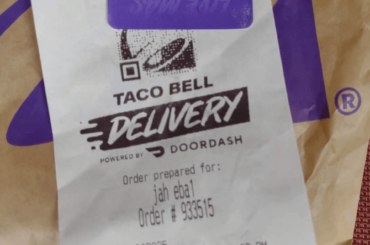 TACO BELL
DELIVERY
POWERED BY DOORDASH
Order prepared for:
jah eba1
Order # 933515
®